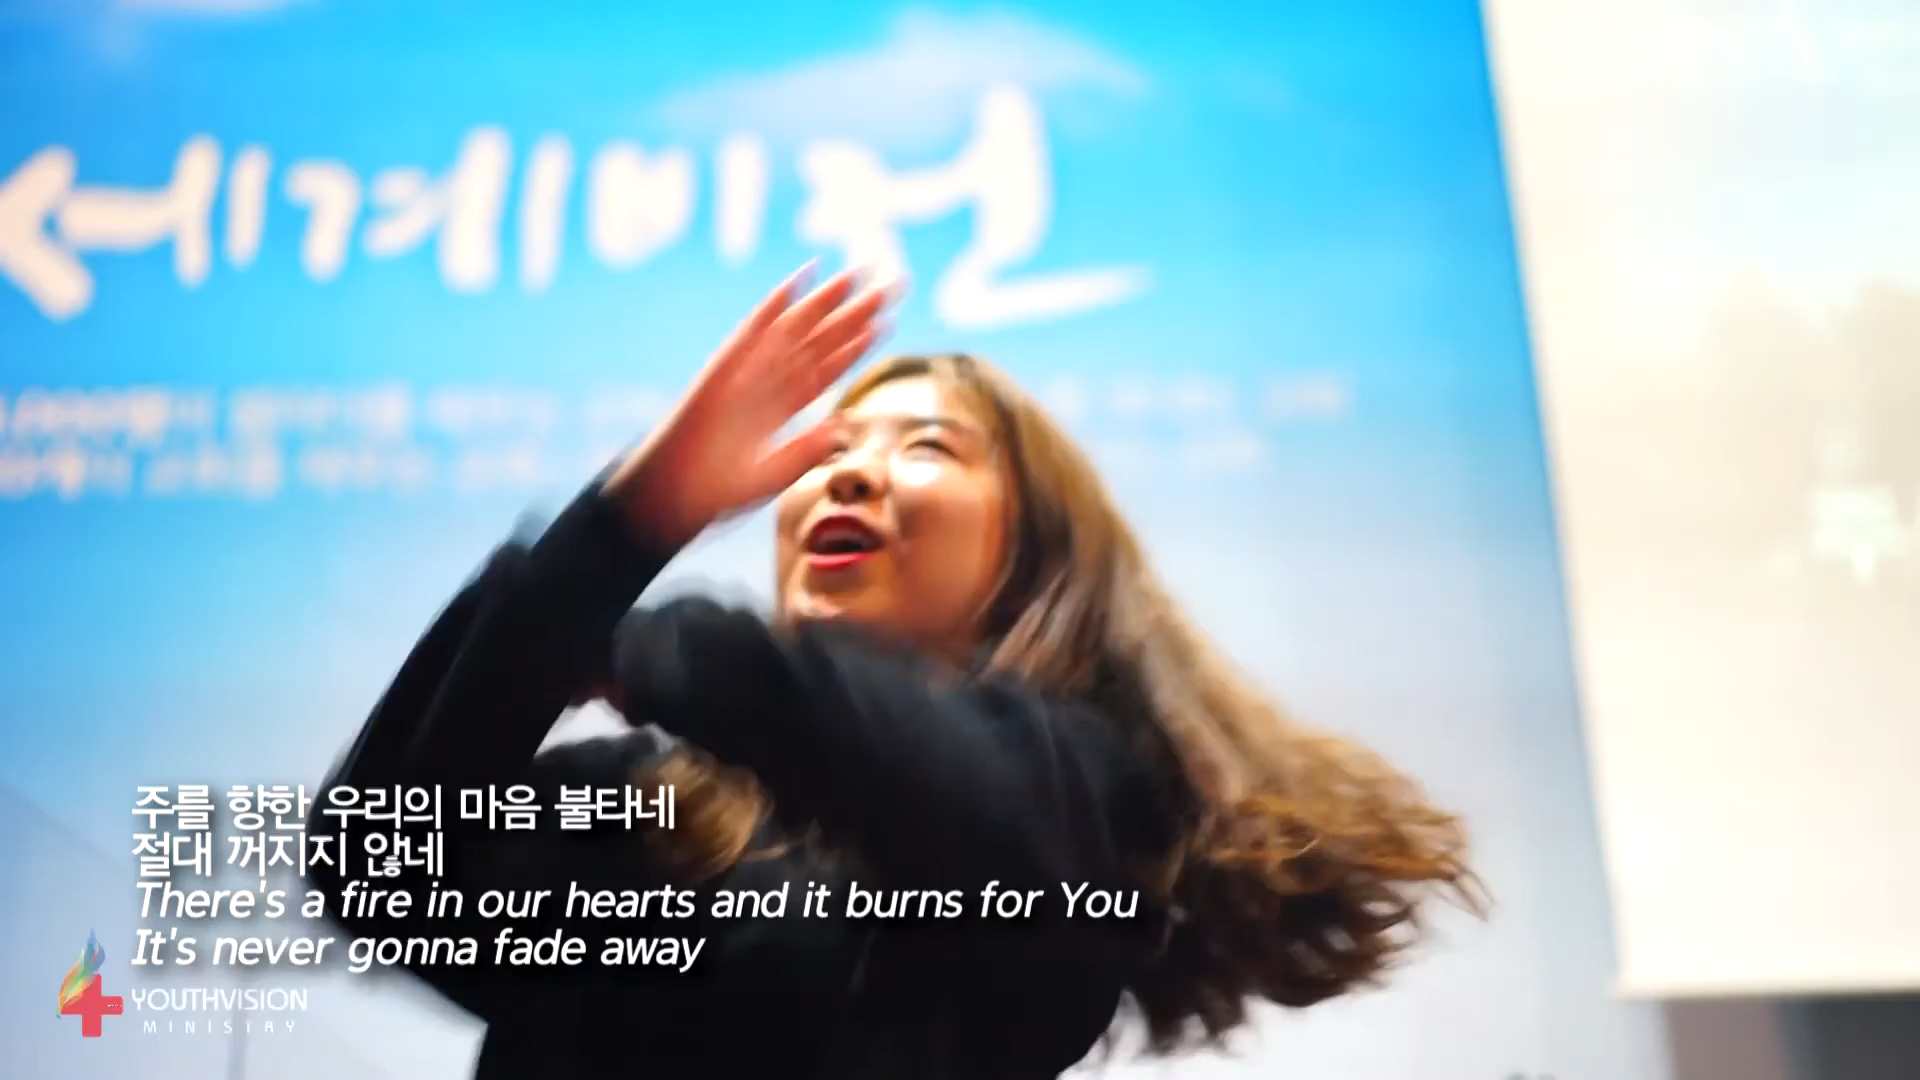 세계비전
주를 향한 우리의 마음 불타네
절대 꺼지지 않네
There's a fire in our hearts and it burns for You
It's never gonna fade away
YOUTHVISION
MINISTRY